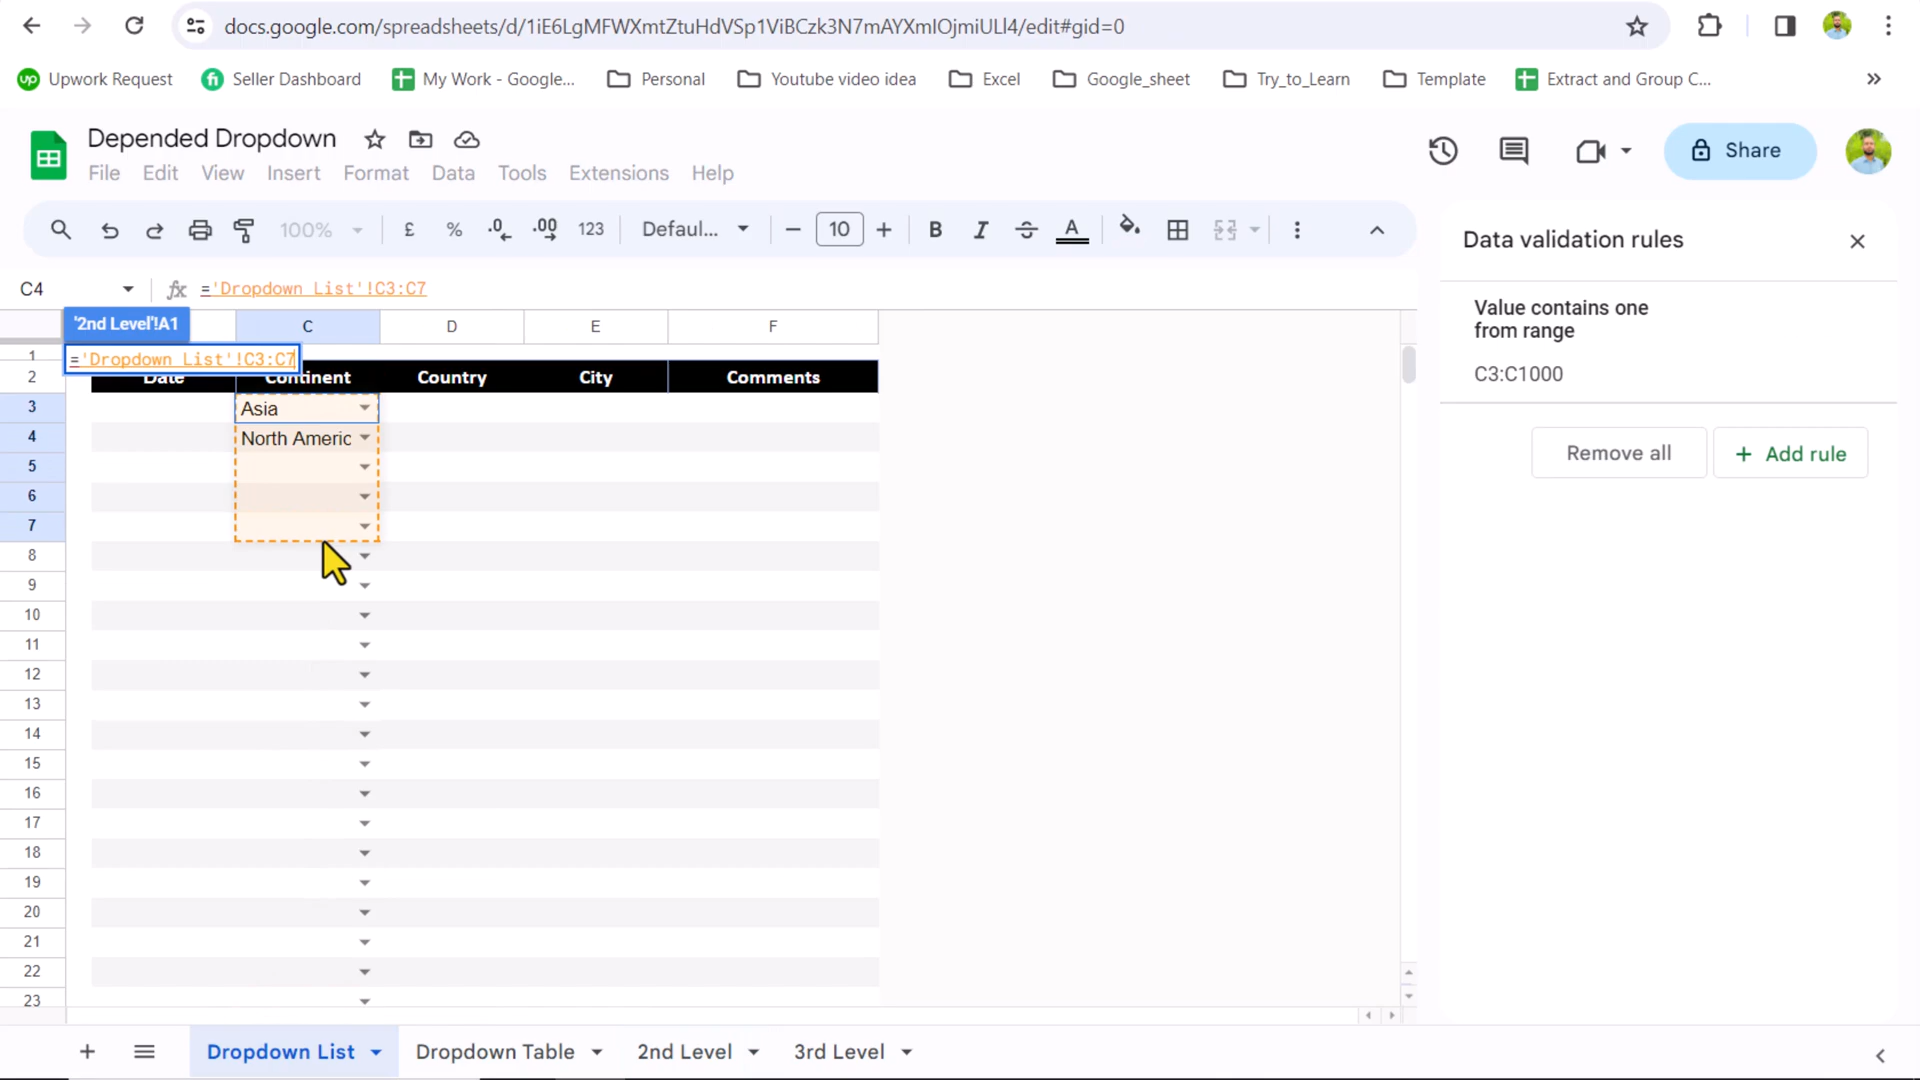 docs.google.com/spreadsheets/d/1iE6LgMFWXmtZtuHdVSp1ViBCzk3N7mAYXmIOjmiULl4/edit#gid=0
Upwork Request
Seller Dashboard
My Work - Google...
Personal
Youtube video idea
Excel
Google_sheet
Try_to_Learn
Template
Extract and Group C...
Depended Dropdown
File Edit View Insert Format Data Tools Extensions Help
Share
100%
£ % .0 .00 123
Defaul...
10
B I A
C4
='Dropdown List'!C3:C7
'2nd Level'!A1
C D E F
='Dropdown List'!C3:C7
1
2 Date Continent Country City Comments
3 Asia
4 North Americ
5
6
7
8
9
10
11
12
13
14
15
16
17
18
19
20
21
22
23
Data validation rules
Value contains one
from range
C3:C1000
Remove all
+ Add rule
Dropdown List
Dropdown Table
2nd Level
3rd Level